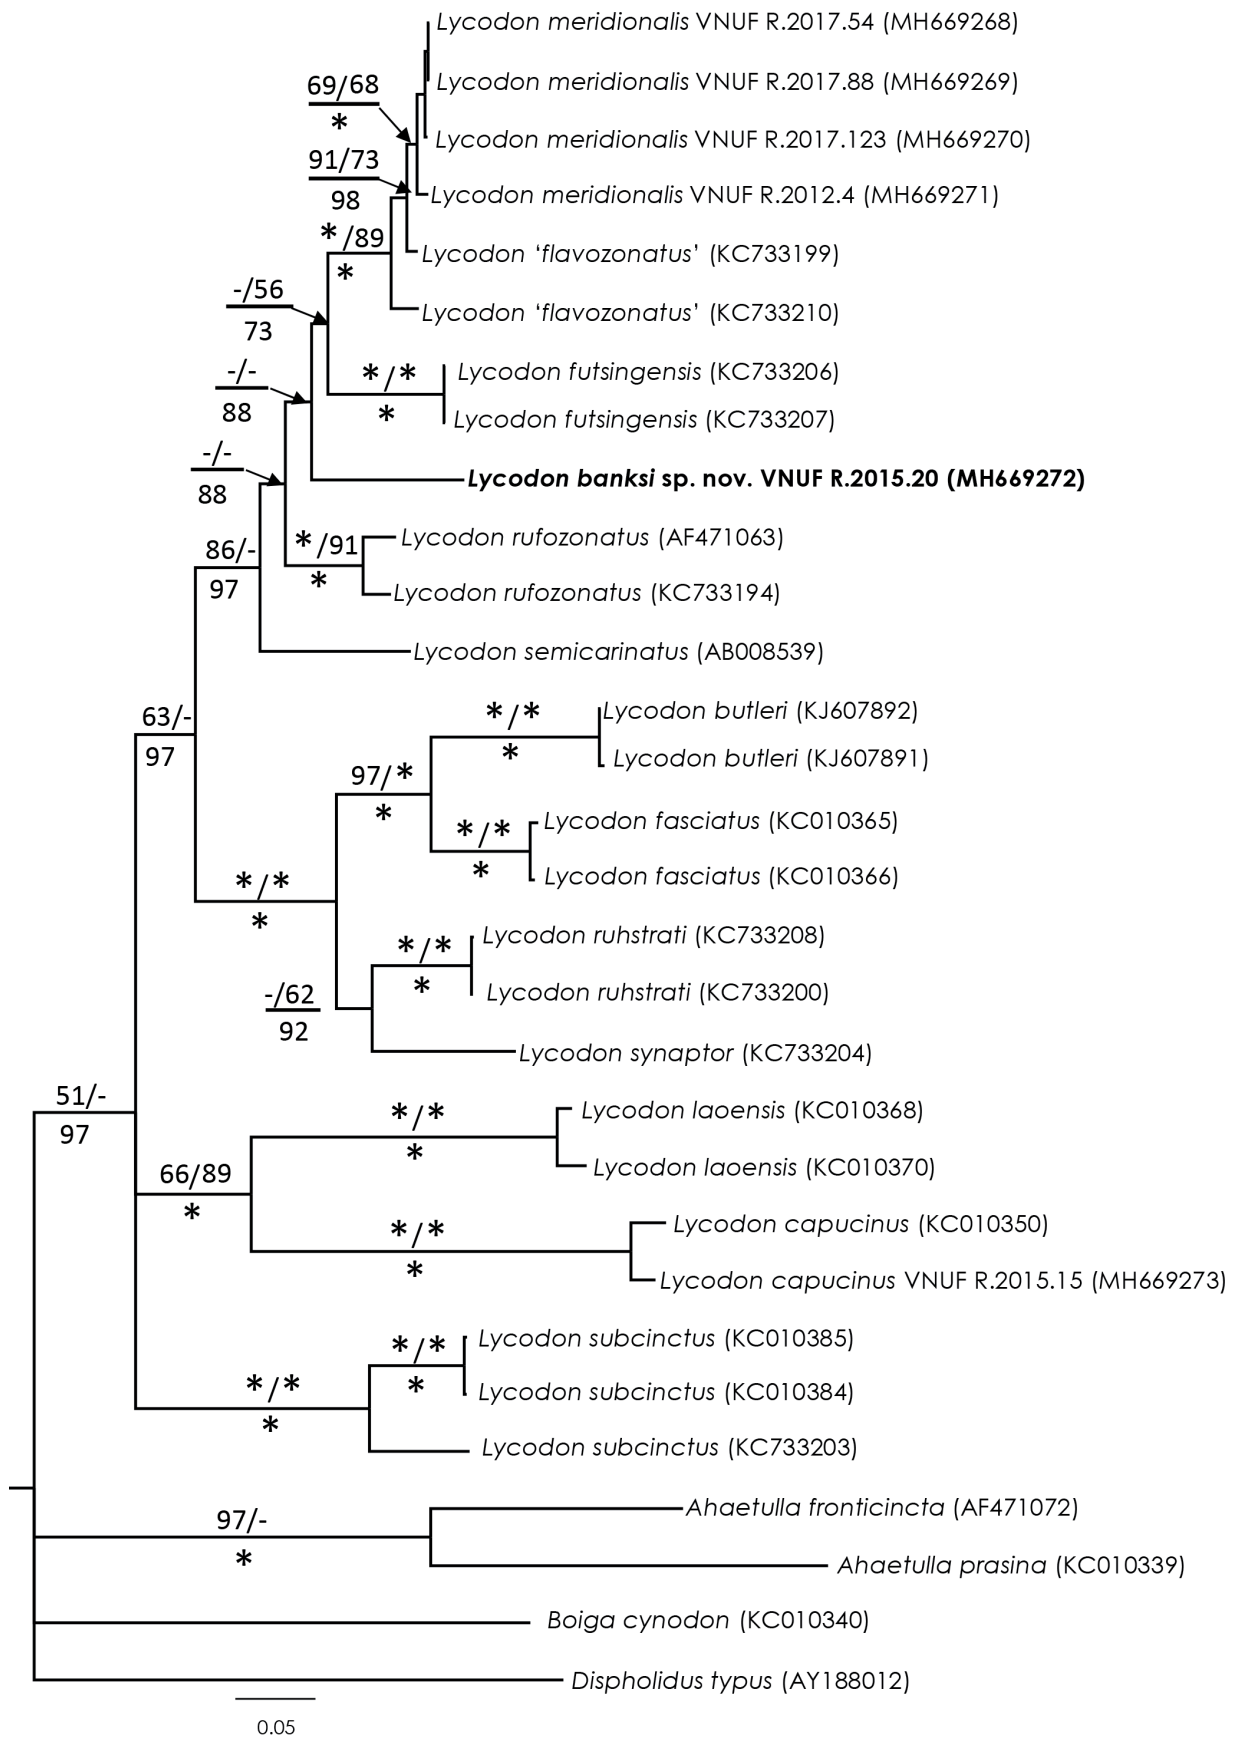 Lycodon meridionalis VNUF R.2017.54 (MH669268)
Lycodon meridionalis VNUF R.2017.88 (MH669269)
69/68
*
Lycodon meridionalis VNUF R.2017.123 (MH669270)
91/73
98
Lycodon meridionalis VNUF R.2012.4 (MH669271)
*/89
*
Lycodon ‘flavozonatus’ (KC733199)
-/56
73
Lycodon ‘flavozonatus’ (KC733210)
*/*
*
Lycodon futsingensis (KC733206)
-/-
88
Lycodon futsingensis (KC733207)
-/-
88
Lycodon banksi sp. nov. VNUF R.2015.20 (MH669272)
*/91
*
Lycodon rufozonatus (AF471063)
86/-
97
Lycodon rufozonatus (KC733194)
Lycodon semicarinatus (AB008539)
63/-
97
*/*
*
Lycodon butleri (KJ607892)
Lycodon butleri (KJ607891)
97/*
*
Lycodon fasciatus (KC010365)
*/*
*
Lycodon fasciatus (KC010366)
*/*
*
Lycodon ruhstrati (KC733208)
*/*
*
Lycodon ruhstrati (KC733200)
-/62
92
Lycodon synaptor (KC733204)
51/-
97
*/*
*
Lycodon laoensis (KC010368)
Lycodon laoensis (KC010370)
66/89
*
Lycodon capucinus (KC010350)
*/*
*
Lycodon capucinus VNUF R.2015.15 (MH669273)
Lycodon subcinctus (KC010385)
*/*
*
Lycodon subcinctus (KC010384)
*/*
*
Lycodon subcinctus (KC733203)
Ahaetulla fronticincta (AF471072)
97/-
*
Ahaetulla prasina (KC010339)
Boiga cynodon (KC010340)
Dispholidus typus (AY188012)
0.05